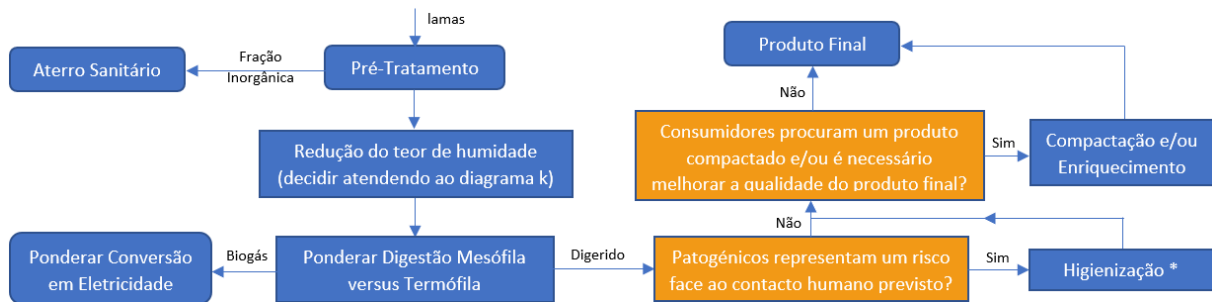 lamas
Aterro Sanitário
Fração
Inorgânica
Pré-Tratamento
Redução do teor de humidade
(decidir atendendo ao diagrama k)
Ponderar Conversão
em Eletricidade
Biogás
Ponderar Digestão Mesófila
versus Termófila
Digerido
Patogénicos representam um risco
face ao contacto humano previsto?
Sim
Higienização *
Não
Consumidores procuram um produto
compactado e/ou é necessário
melhorar a qualidade do produto final?
Sim
Compactação e/ou
Enriquecimento
Não
Produto Final